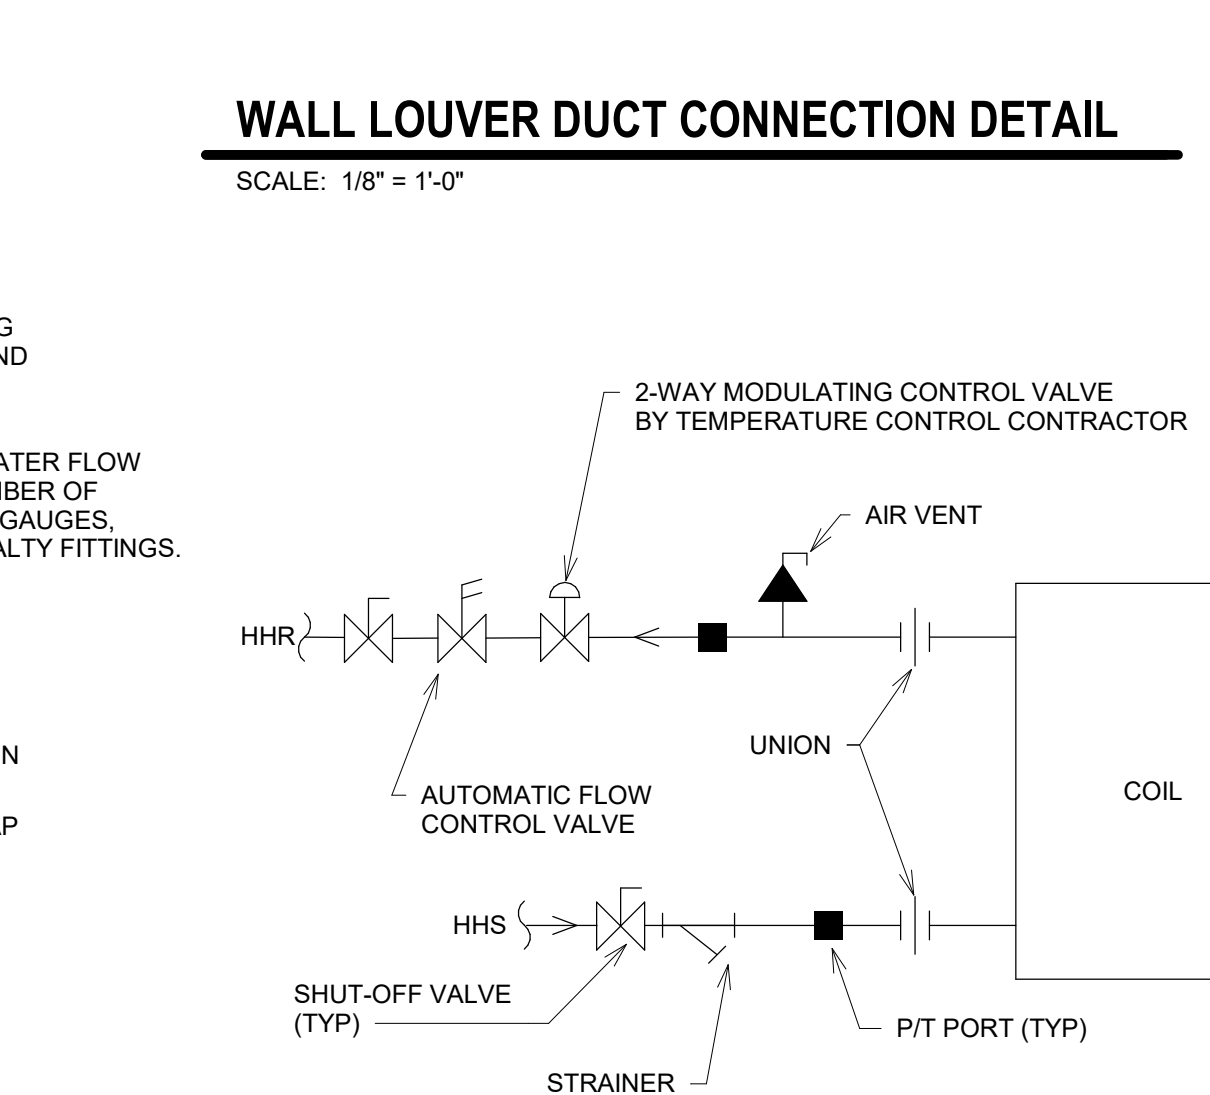 WALL LOUVER DUCT CONNECTION DETAIL
SCALE: 1/8" = 1'-0"
ND
2-WAY MODULATING CONTROL VALVE
BY TEMPERATURE CONTROL CONTRACTOR
ATER FLOW
MBER OF
GAUGES,
ALTY FITTINGS.
AIR VENT
HHR
UNION
N
COIL
AUTOMATIC FLOW
CONTROL VALVE
AP
HHS
SHUT-OFF VALVE
(TYP)
P/T PORT (TYP)
STRAINER